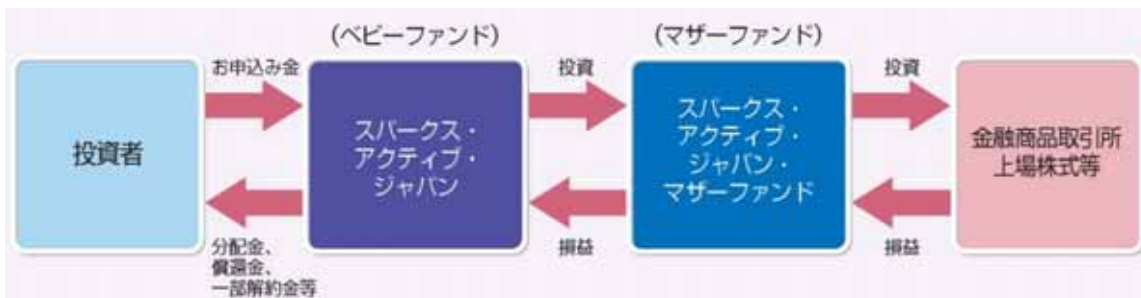 (ベビーファンド)
(マザーファンド)
お申込み金
投資
投資
投資者
スパークス・
アクティブ・
ジャパン
スパークス・
アクティブ・
ジャパン・
マザーファンド
金融商品取引所
上場株式等
分配金、
償還金、
一部解約金等
損益
損益